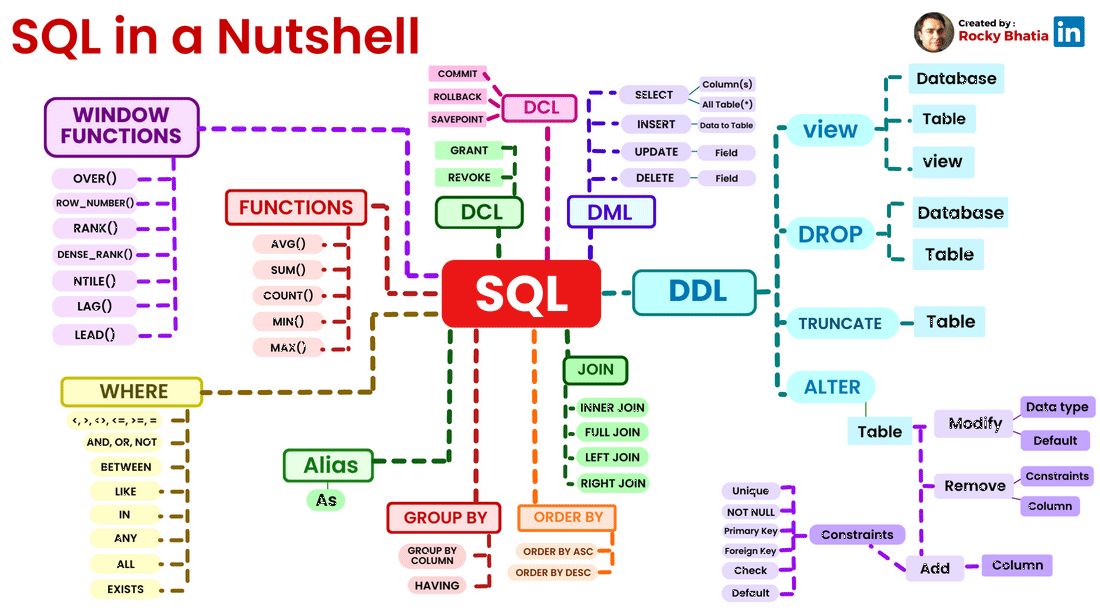 SQL in a Nutshell
Created by :
Rocky Bhatia
in
WINDOW
FUNCTIONS
OVER()
ROW_NUMBER()
RANK()
DENSE_RANK()
NTILE()
LAG()
LEAD()
FUNCTIONS
AVG()
SUM()
COUNT()
MIN()
MAX()
WHERE
<, >, <>, <=, >=, =
AND, OR, NOT
BETWEEN
LIKE
IN
ANY
ALL
EXISTS
COMMIT
ROLLBACK
SAVEPOINT
DCL
GRANT
REVOKE
DCL
SELECT
Column(s)
All Table(*)
INSERT
Data to Table
UPDATE
Field
DELETE
Field
DML
SQL
DDL
view
Database
Table
view
DROP
Database
Table
TRUNCATE
Table
ALTER
Table
Modify
Data type
Default
Remove
Constraints
Column
Add
Column
Constraints
Unique
NOT NULL
Primary Key
Foreign Key
Check
Default
JOIN
INNER JOIN
FULL JOIN
LEFT JOIN
RIGHT JOIN
Alias
As
GROUP BY
GROUP BY
COLUMN
HAVING
ORDER BY
ORDER BY ASC
ORDER BY DESC